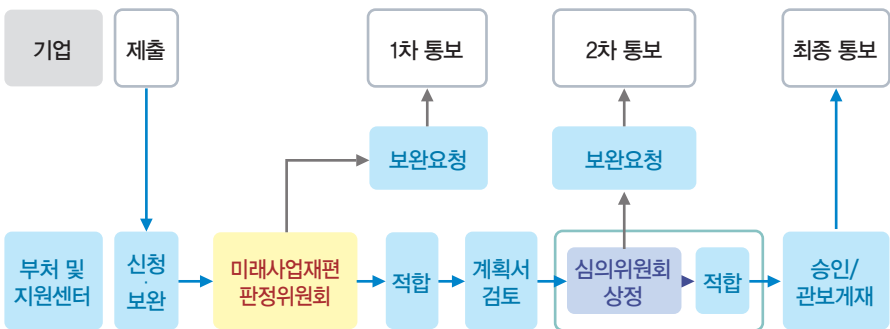 기업
제출
1차 통보
2차 통보
최종 통보
보완요청
보완요청
부처 및
지원센터
신청
·
보완
미래사업재편
판정위원회
적합
계획서
검토
심의위원회
상정
적합
승인/
관보게재